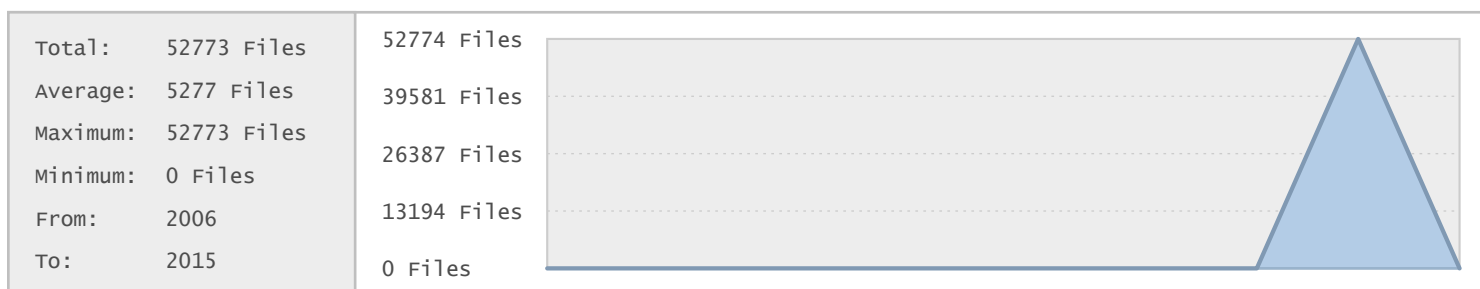 Total: 52773 Files
Average: 5277 Files
Maximum: 52773 Files
Minimum: 0 Files
From: 2006
To: 2015
52774 Files
39581 Files
26387 Files
13194 Files
0 Files